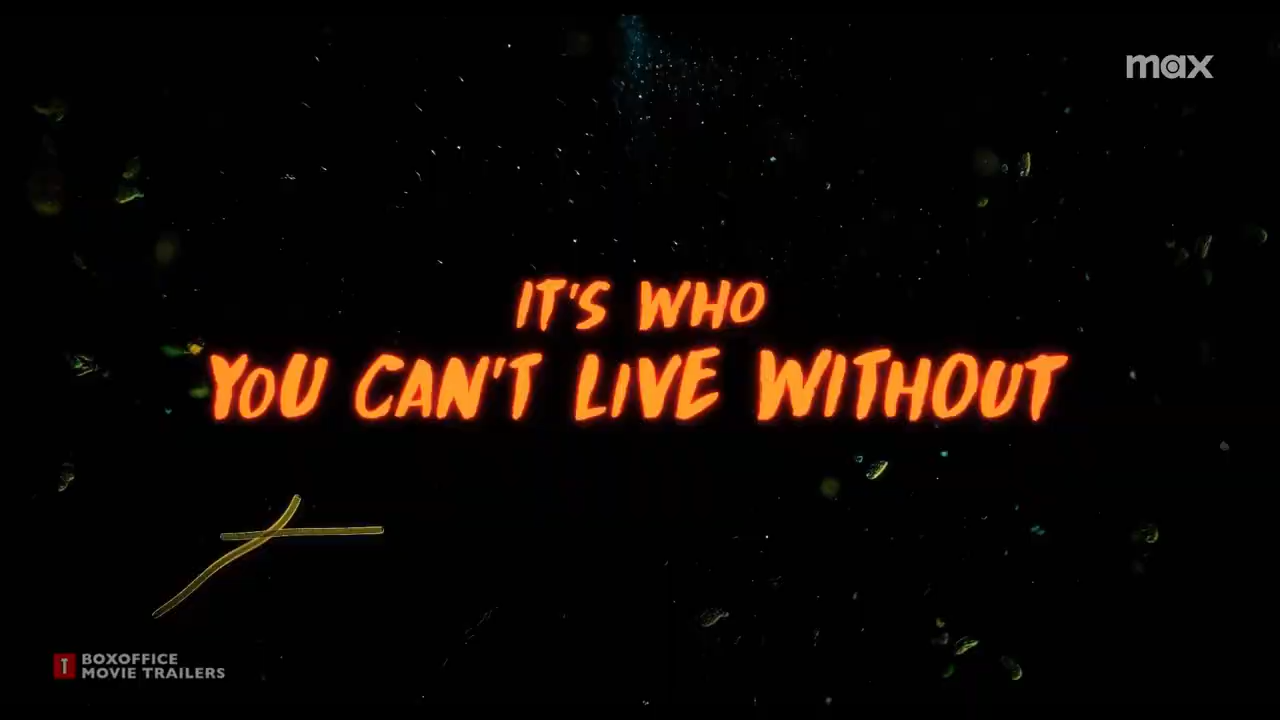 max
IT'S WHO
YOU CAN'T LIVE WITHOUT
T BOXOFFICE
MOVIE TRAILERS